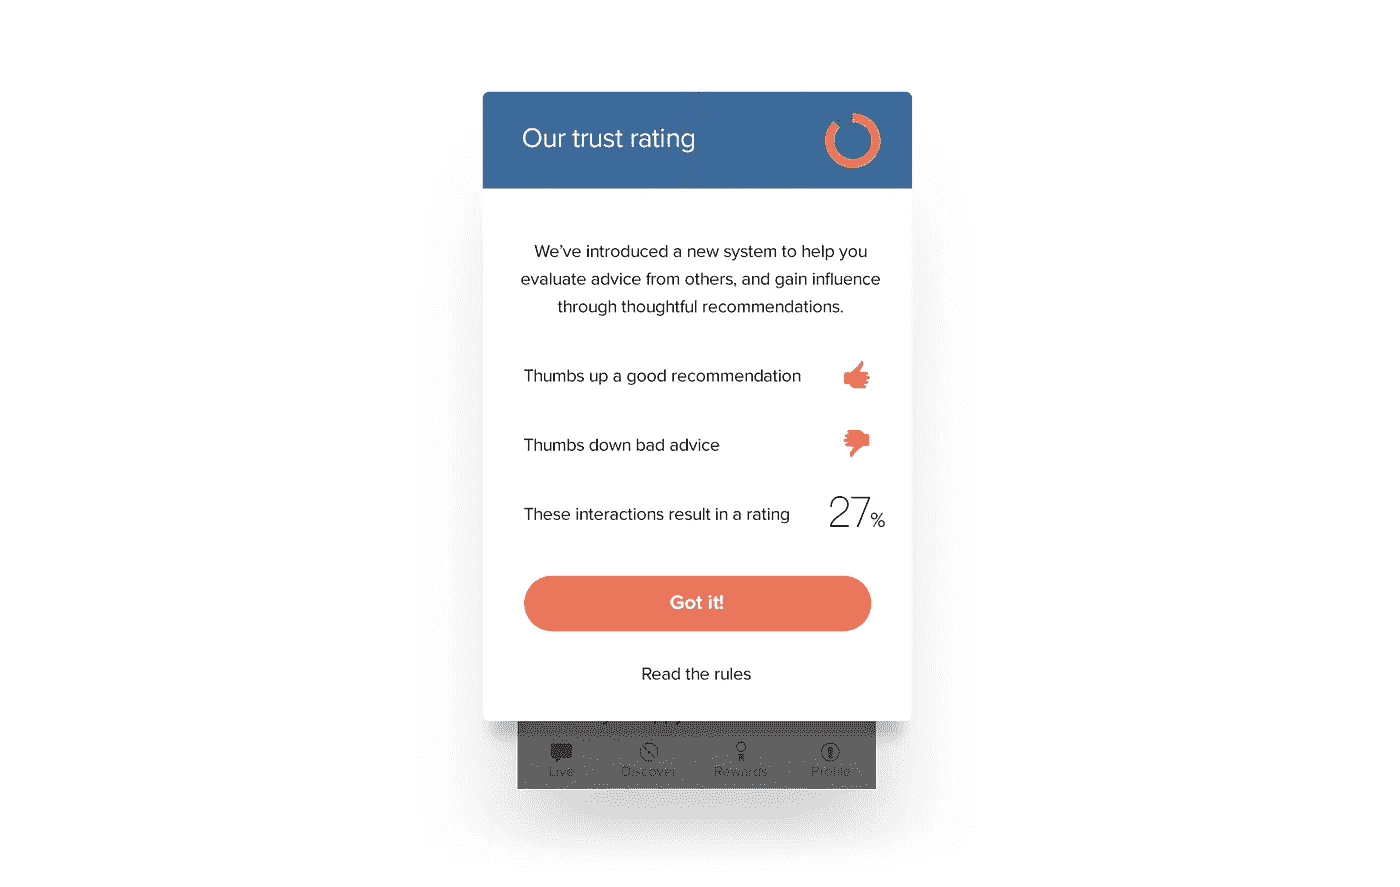 Our trust rating
We’ve introduced a new system to help you
evaluate advice from others, and gain influence
through thoughtful recommendations.
Thumbs up a good recommendation
Thumbs down bad advice
These interactions result in a rating
27%
Got it!
Read the rules
Live
Discover
Rewards
Profile